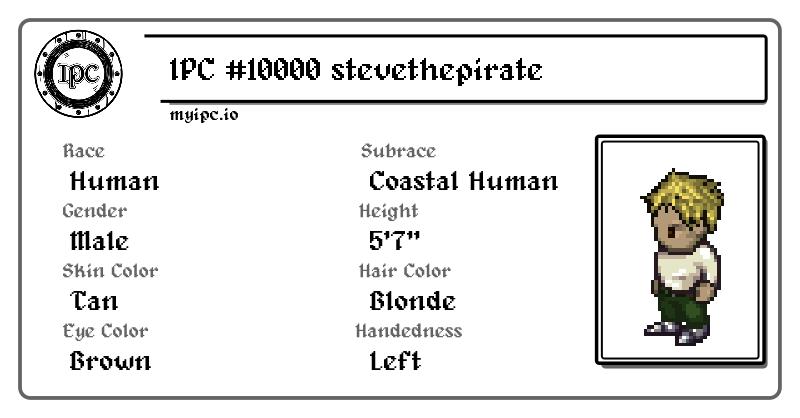 IPC
IPC #10000 stevethepirate
myipc.io
Race
Human
Subrace
Coastal Human
Gender
Male
Height
5'7"
Skin Color
Tan
Hair Color
Blonde
Eye Color
Brown
Handedness
Left